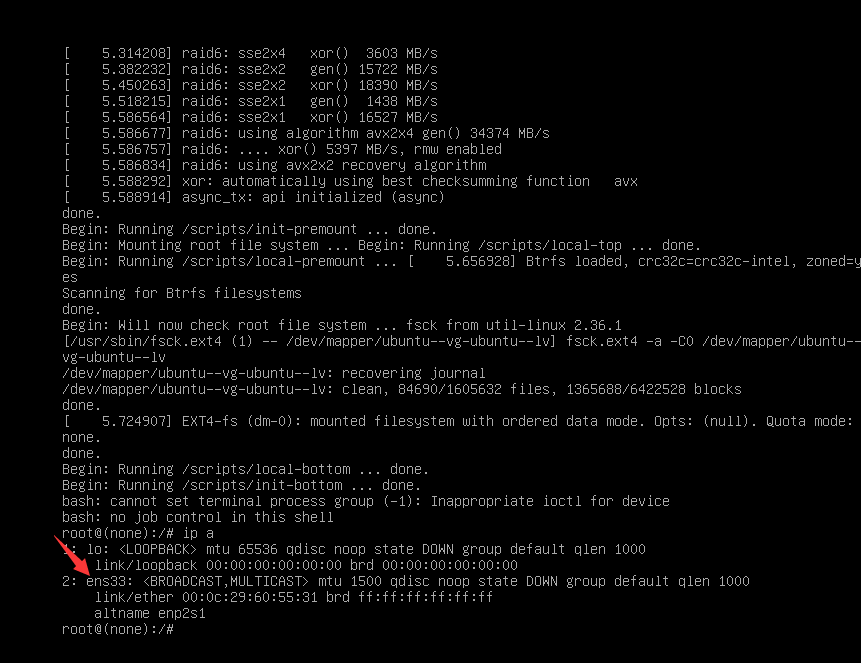 [    5.314208] raid6: sse2x4   xor()  3603 MB/s
[    5.382232] raid6: sse2x2   gen() 15722 MB/s
[    5.450263] raid6: sse2x2   xor() 18390 MB/s
[    5.518215] raid6: sse2x1   gen()  1438 MB/s
[    5.586564] raid6: sse2x1   xor() 16527 MB/s
[    5.586677] raid6: using algorithm avx2x4 gen() 34374 MB/s
[    5.586757] raid6: .... xor() 5397 MB/s, rmw enabled
[    5.586834] raid6: using avx2x2 recovery algorithm
[    5.588292] xor: automatically using best checksumming function   avx
[    5.588914] async_tx: api initialized (async)
done.
Begin: Running /scripts/init-premount ... done.
Begin: Mounting root file system ... Begin: Running /scripts/local-top ... done.
Begin: Running /scripts/local-premount ... [    5.656928] Btrfs loaded, crc32c=crc32c-intel, zoned=y
es
Scanning for Btrfs filesystems
done.
Begin: Will now check root file system ... fsck from util-linux 2.36.1
[/usr/sbin/fsck.ext4 (1) -- /dev/mapper/ubuntu--vg-ubuntu--lv] fsck.ext4 -a -C0 /dev/mapper/ubuntu--
vg-ubuntu--lv
/dev/mapper/ubuntu--vg-ubuntu--lv: recovering journal
/dev/mapper/ubuntu--vg-ubuntu--lv: clean, 84690/1605632 files, 1365688/6422528 blocks
done.
[    5.724907] EXT4-fs (dm-0): mounted filesystem with ordered data mode. Opts: (null). Quota mode:
none.
done.
Begin: Running /scripts/local-bottom ... done.
Begin: Running /scripts/init-bottom ... done.
bash: cannot set terminal process group (-1): Inappropriate ioctl for device
bash: no job control in this shell
root@(none):/# ip a
1: lo: <LOOPBACK> mtu 65536 qdisc noop state DOWN group default qlen 1000
    link/loopback 00:00:00:00:00:00 brd 00:00:00:00:00:00
2: ens33: <BROADCAST,MULTICAST> mtu 1500 qdisc noop state DOWN group default qlen 1000
    link/ether 00:0c:29:60:55:31 brd ff:ff:ff:ff:ff:ff
    altname enp2s1
root@(none):/#